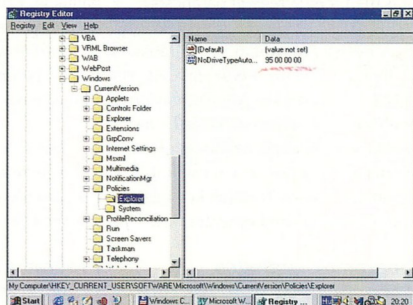 Registry Editor
Registry Edit View Help
VBA
VRML Browser
WAB
WebPost
Windows
CurrentVersion
Applets
Controls Folder
Explorer
Extensions
GrpConv
Internet Settings
Msxml
Multimedia
NotificationMgr
Policies
Explorer
System
ProfileReconciliation
Run
Screen Savers
Taskman
Telephony
Name Data
(Default) (value not set)
NoDriveTypeAuto... 95 00 00 00
My Computer\HKEY_CURRENT_USER\SOFTWARE\Microsoft\Windows\CurrentVersion\Policies\Explorer
Start Windows C... Microsoft W... Registry ... 20:20